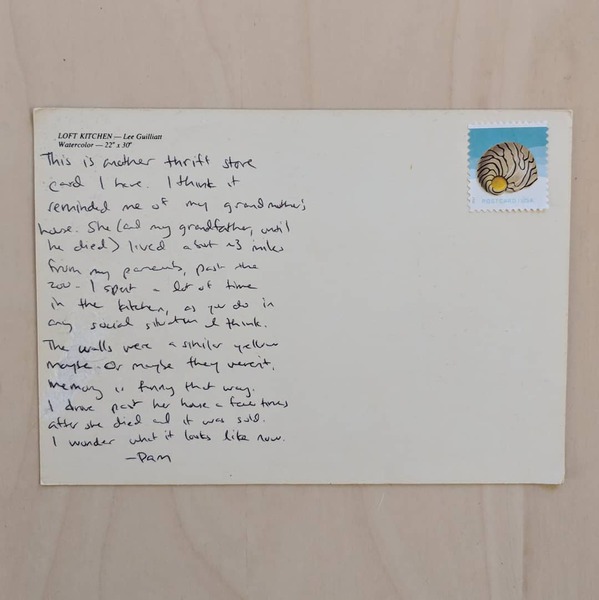 LOFT KITCHEN — Lee Guilliatt
Watercolor — 22" x 30"
This is another thrift store
card I have. I think it
reminded me of my grandmother's
house. She (and my grandfather, until
he died) lived about ~3 miles
from my parents, past the
zoo. I spent a lot of time
in the kitchen, as you do in
any social situation I think.
The walls were a similar yellow
maybe. Or maybe they weren't,
memory is funny that way.
I drove past her house a few times
after she died and it was sold.
I wonder what it looks like now.
—Pam
POSTCARD USA